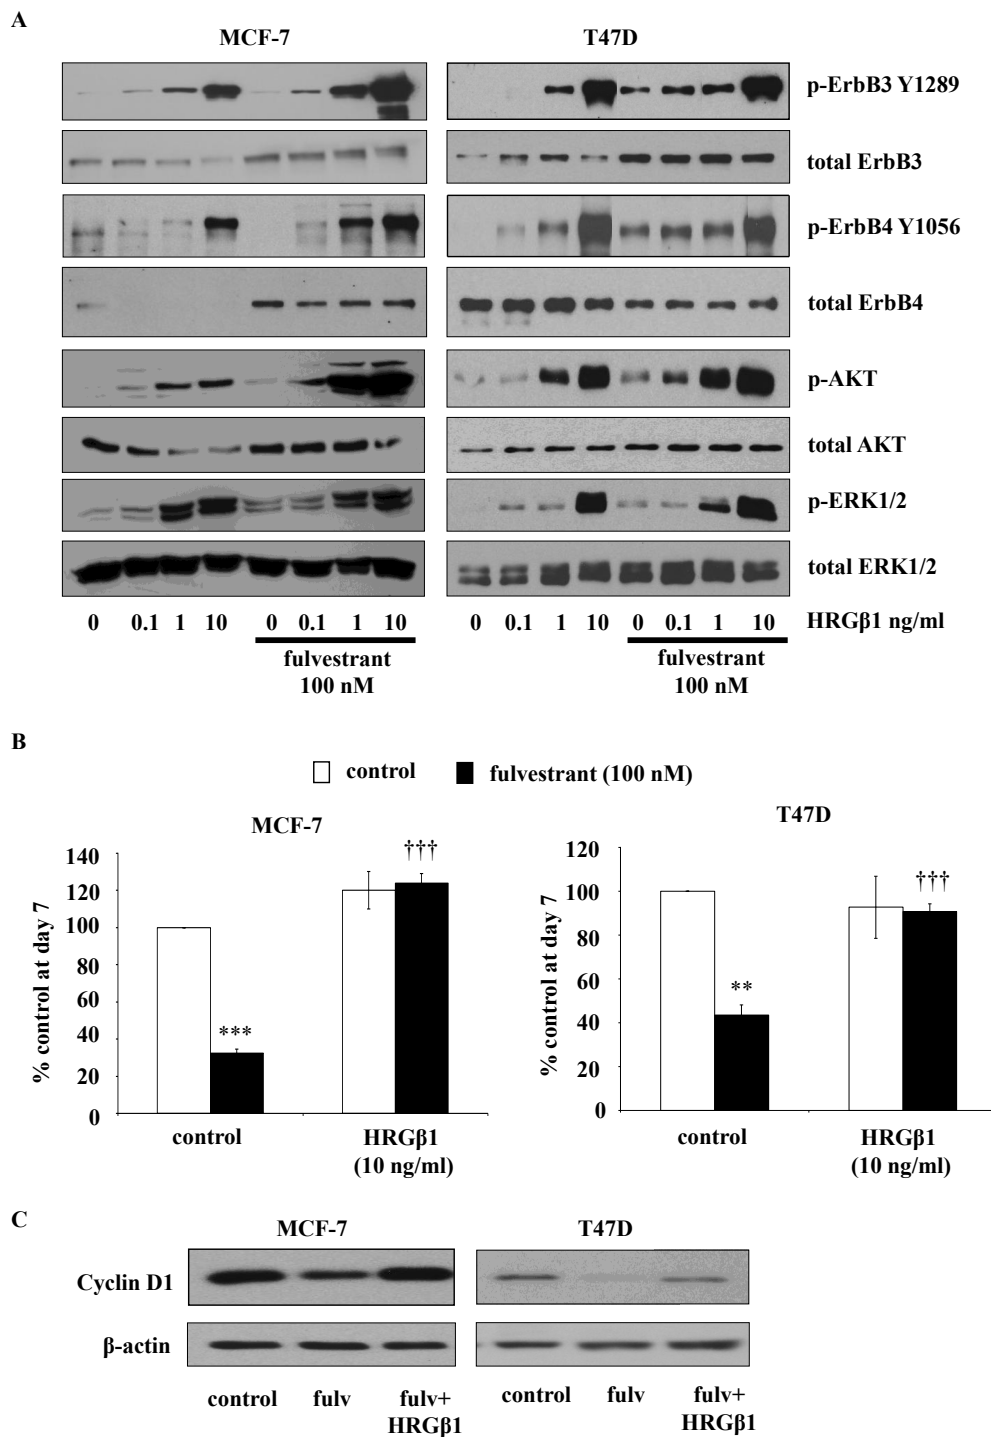 A
MCF-7 T47D
p-ErbB3 Y1289
total ErbB3
p-ErbB4 Y1056
total ErbB4
p-AKT
total AKT
p-ERK1/2
total ERK1/2
0 0.1 1 10 0 0.1 1 10 0 0.1 1 10 0 0.1 1 10 HRGβ1 ng/ml
fulvestrant fulvestrant
100 nM 100 nM
B
control fulvestrant (100 nM)
MCF-7
% control at day 7
140
120
100
80
60
40
20
0
***
†††
control HRGβ1
(10 ng/ml)
T47D
% control at day 7
120
100
80
60
40
20
0
**
†††
control HRGβ1
(10 ng/ml)
C
MCF-7 T47D
Cyclin D1
β-actin
control fulv fulv+ control fulv fulv+
HRGβ1 HRGβ1